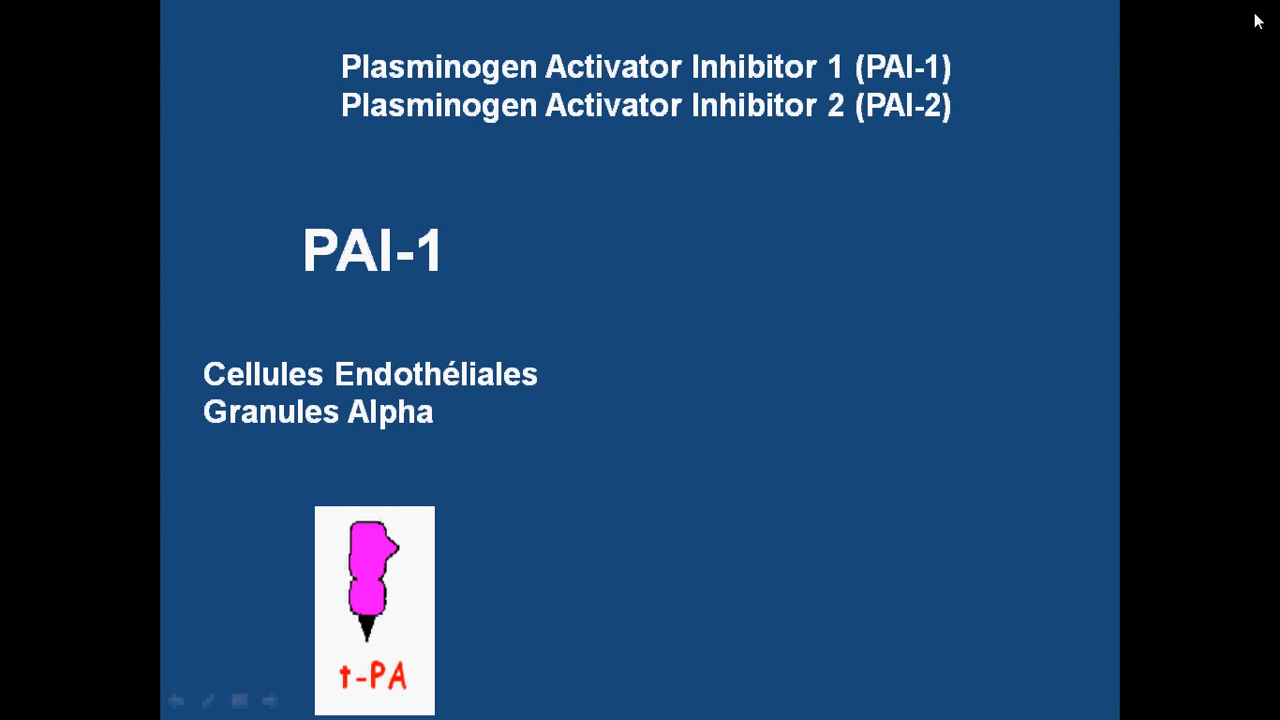 Plasminogen Activator Inhibitor 1 (PAI-1)
Plasminogen Activator Inhibitor 2 (PAI-2)
PAI-1
Cellules Endothéliales
Granules Alpha
t-PA